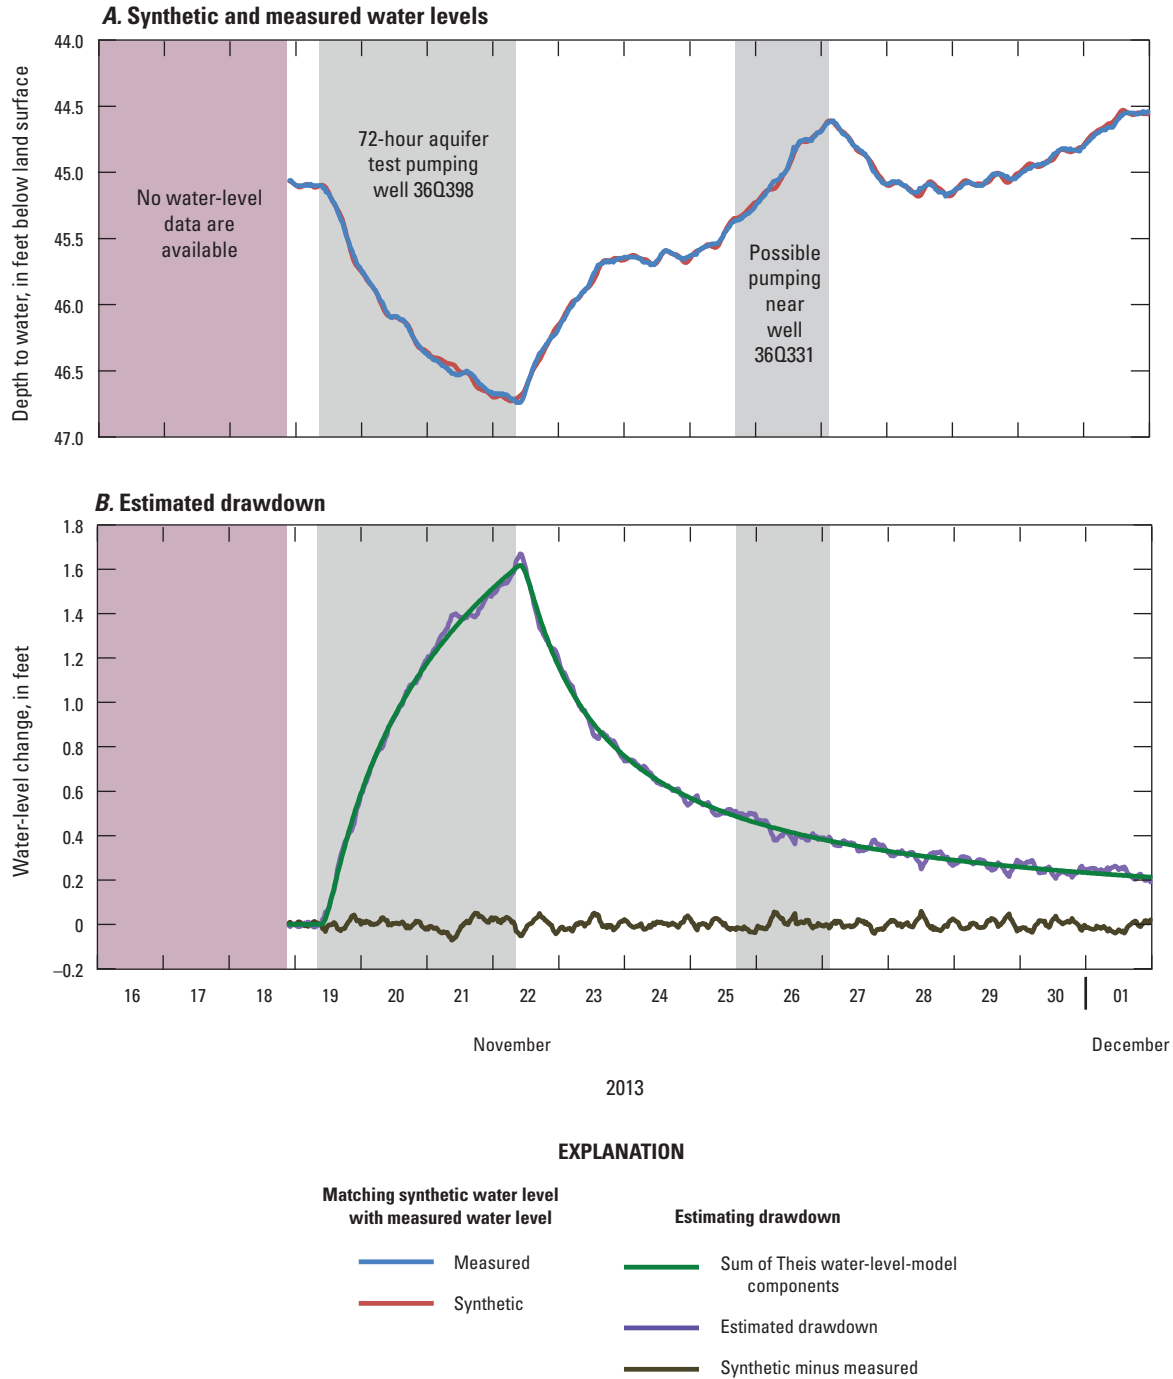 A. Synthetic and measured water levels
Depth to water, in feet below land surface
44.0
44.5
45.0
45.5
46.0
46.5
47.0
No water-level
data are
available
72-hour aquifer
test pumping
well 36Q398
Possible
pumping
near
well
36Q331
B. Estimated drawdown
Water-level change, in feet
1.8
1.6
1.4
1.2
1.0
0.8
0.6
0.4
0.2
0
–0.2
16 17 18 19 20 21 22 23 24 25 26 27 28 29 30 01
November December
2013
EXPLANATION
Matching synthetic water level
with measured water level
Measured
Synthetic
Estimating drawdown
Sum of Theis water-level-model
components
Estimated drawdown
Synthetic minus measured